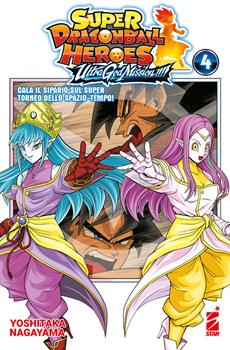 SUPER
DRAGONBALL
HEROES
Ultra God Mission!!!!
4
CALA IL SIPARIO SUL SUPER
TORNEO DELLO SPAZIO-TEMPO!
YOSHITAKA
NAGAYAMA
STAR